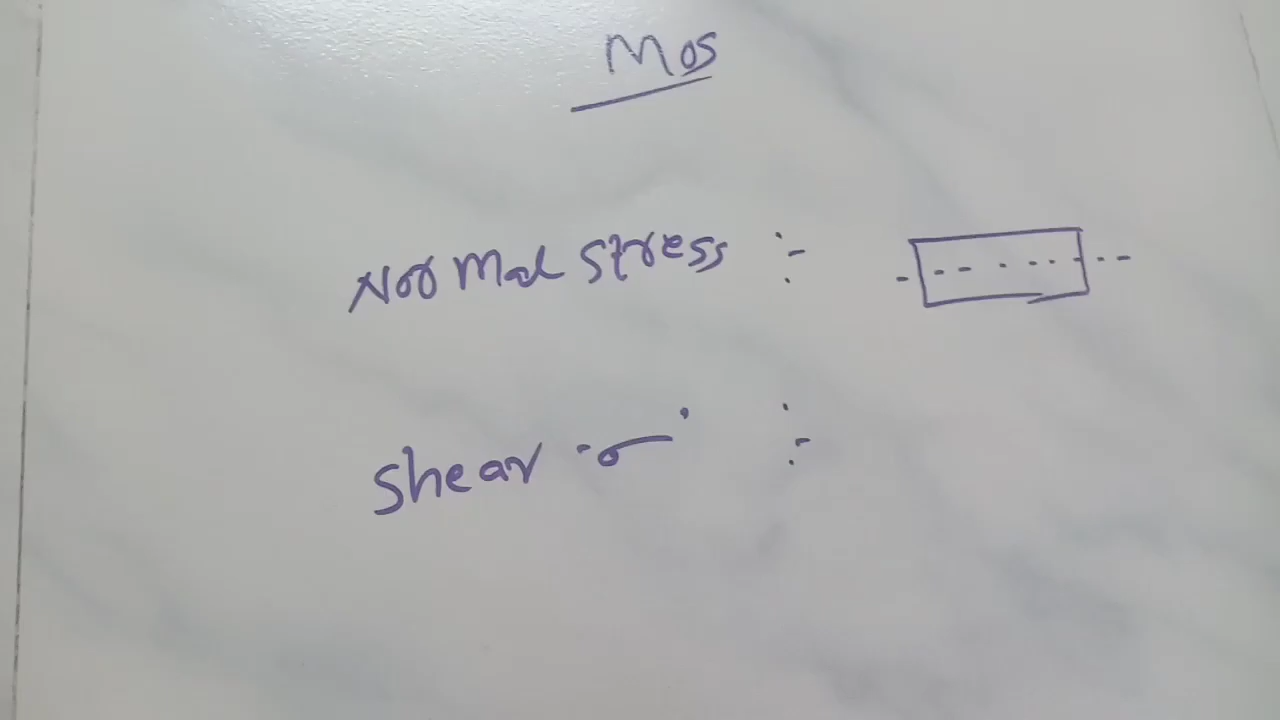 Mos
Normal stress :-
shear -〃- :-